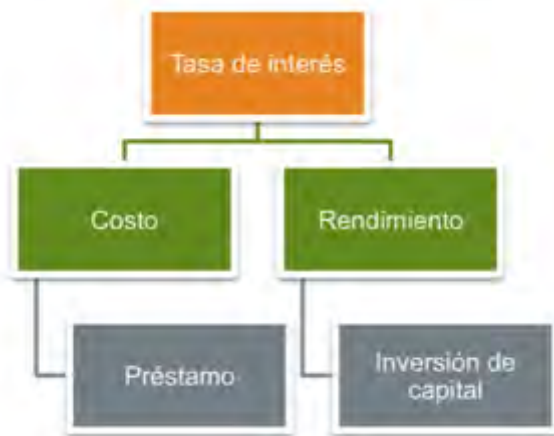 Tasa de interés
Costo
Rendimiento
Préstamo
Inversión de
capital